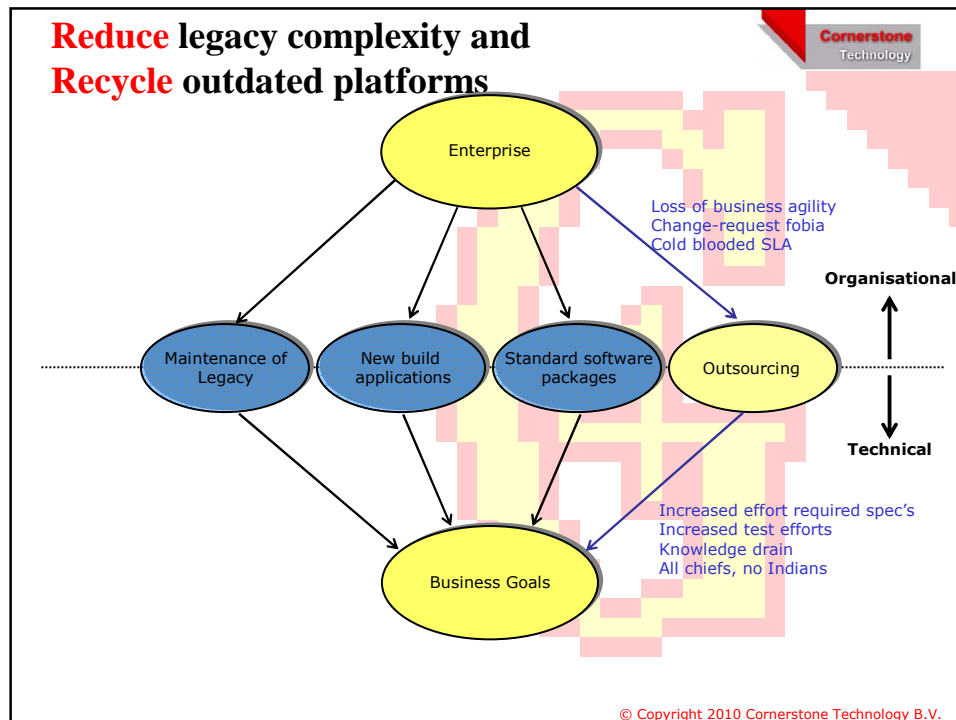 Reduce legacy complexity and
Recycle outdated platforms
Cornerstone
Technology
Enterprise
Loss of business agility
Change-request fobia
Cold blooded SLA
Organisational
Maintenance of
Legacy
New build
applications
Standard software
packages
Outsourcing
Technical
Increased effort required spec's
Increased test efforts
Knowledge drain
All chiefs, no Indians
Business Goals
© Copyright 2010 Cornerstone Technology B.V.